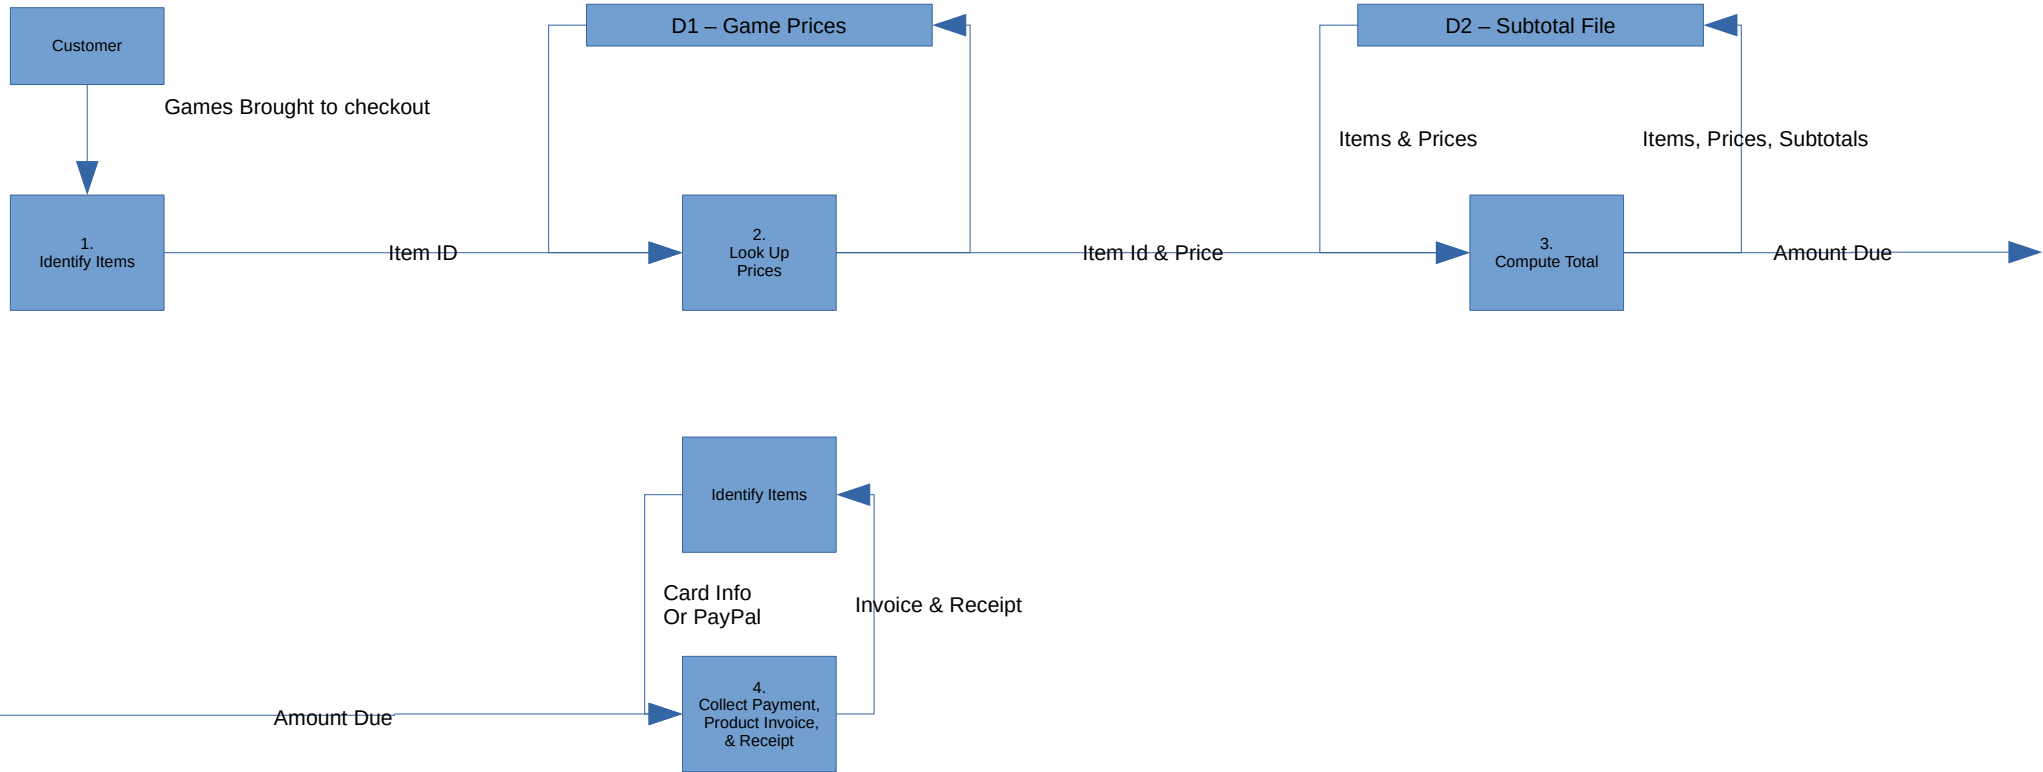 Customer
D1 – Game Prices
D2 – Subtotal File
Games Brought to checkout
Items & Prices
Items, Prices, Subtotals
1.
Identify Items
Item ID
2.
Look Up
Prices
Item Id & Price
3.
Compute Total
Amount Due
Identify Items
Card Info
Or PayPal
Invoice & Receipt
Amount Due
4.
Collect Payment,
Product Invoice,
& Receipt